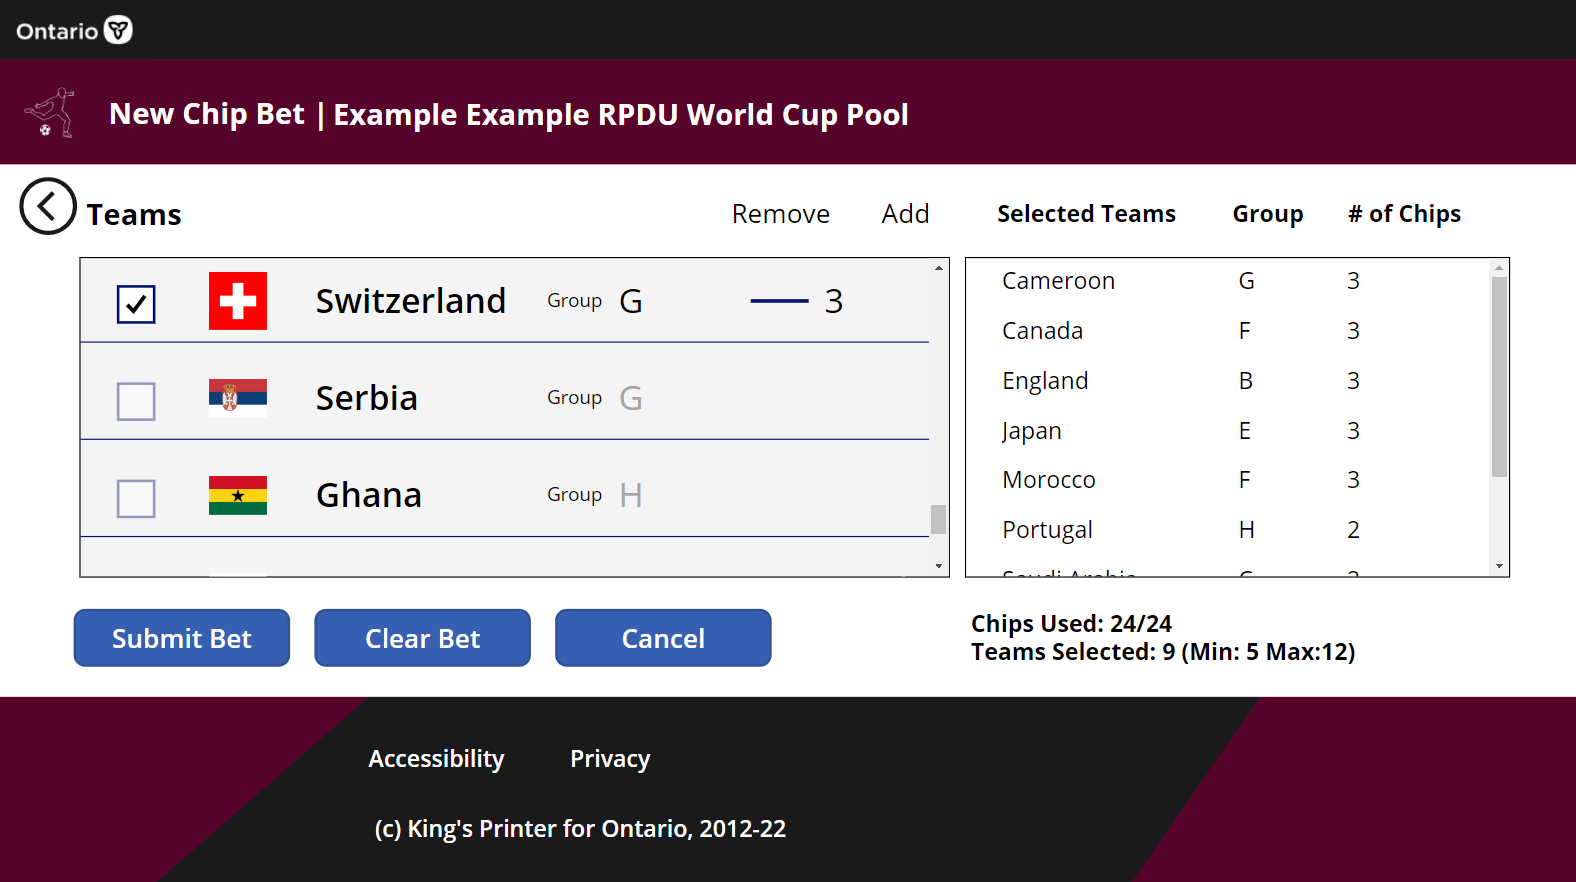 Ontario
New Chip Bet | Example Example RPDU World Cup Pool
Teams
Remove Add
Selected Teams Group # of Chips
Switzerland Group G 3
Serbia Group G
Ghana Group H
Cameroon G 3
Canada F 3
England B 3
Japan E 3
Morocco F 3
Portugal H 2
Saudi Arabia
Submit Bet Clear Bet Cancel
Chips Used: 24/24
Teams Selected: 9 (Min: 5 Max:12)
Accessibility Privacy
(c) King's Printer for Ontario, 2012-22